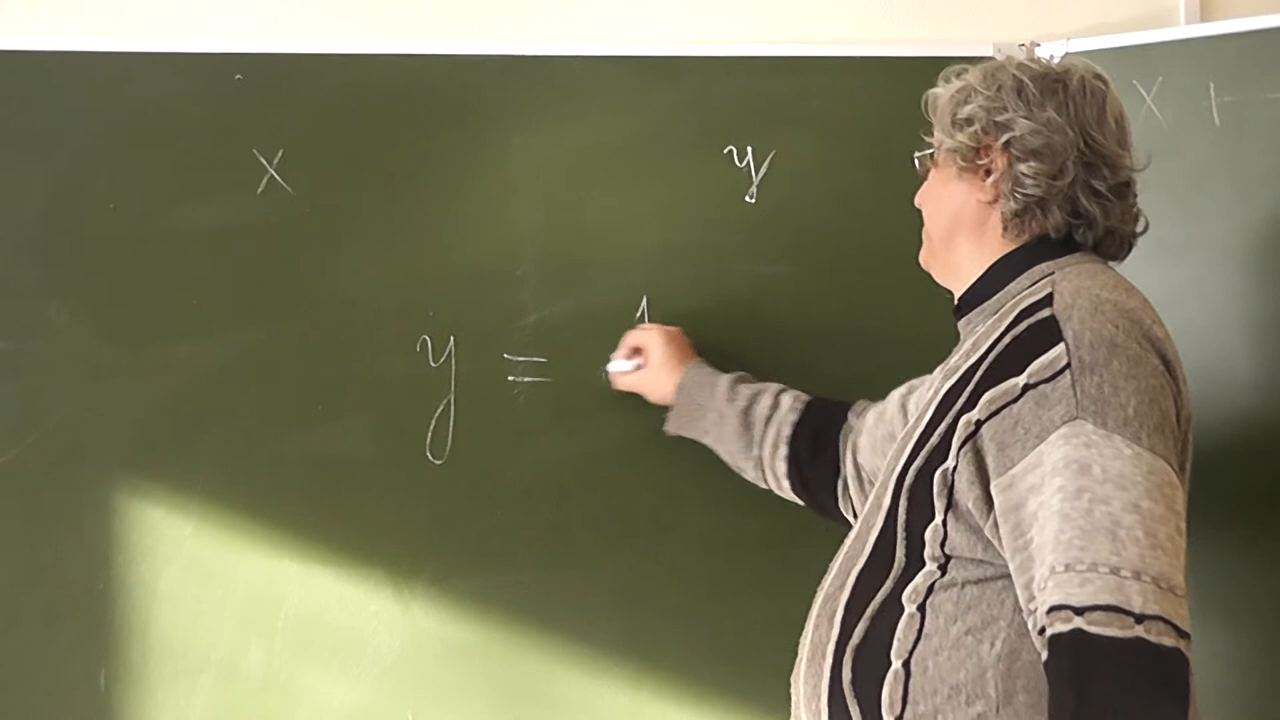 x y x
y = 1